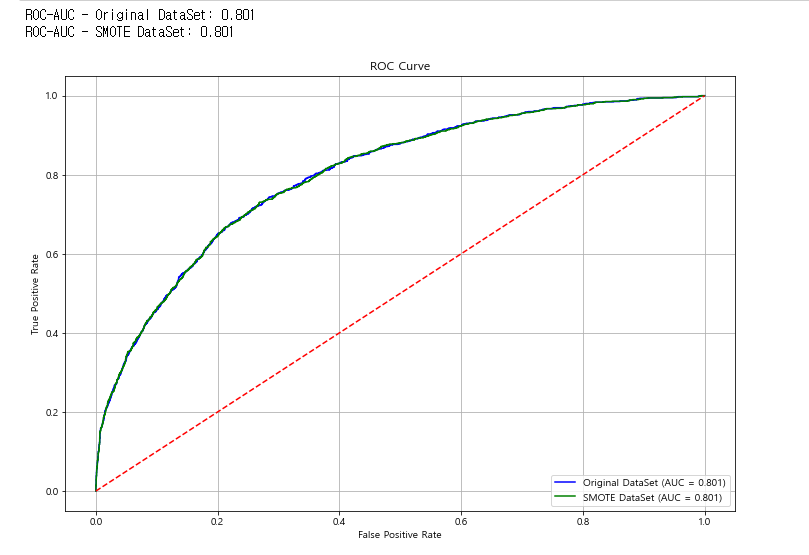 ROC-AUC - Original DataSet: 0.801
ROC-AUC - SMOTE DataSet: 0.801
ROC Curve
1.0
0.8
0.6
0.4
0.2
0.0
True Positive Rate
0.0 0.2 0.4 0.6 0.8 1.0
False Positive Rate
Original DataSet (AUC = 0.801)
SMOTE DataSet (AUC = 0.801)